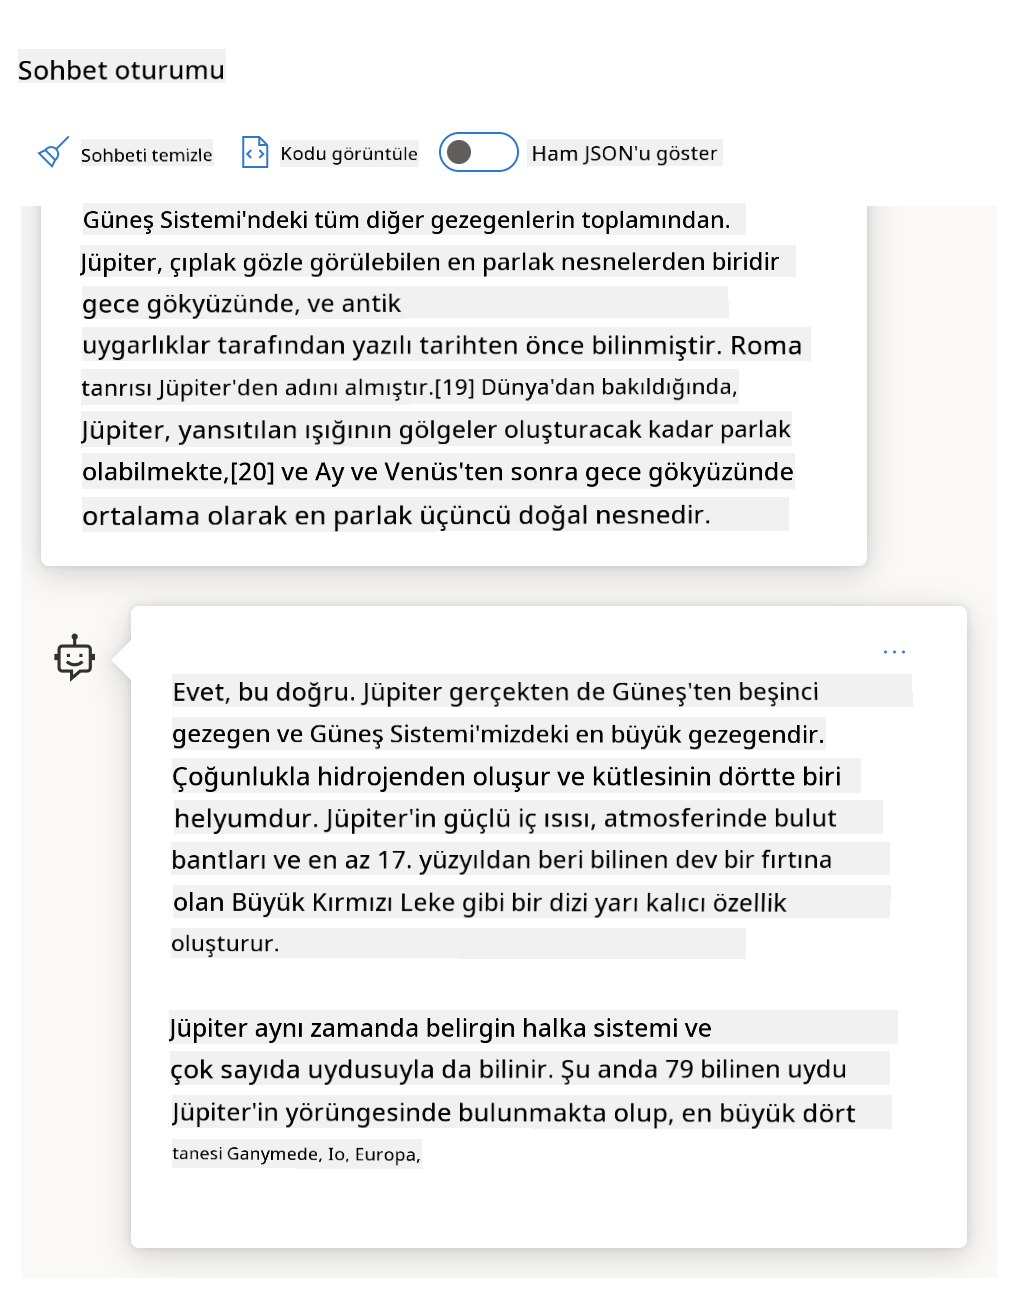 Sohbet oturumu
Sohbeti temizle Kodu görüntüle Ham JSON'u göster
Güneş Sistemi'ndeki tüm diğer gezegenlerin toplamından.
Jüpiter, çıplak gözle görülebilen en parlak nesnelerden biridir
gece gökyüzünde, ve antik
uygarlıklar tarafından yazılı tarihten önce bilinmiştir. Roma
tanrısı Jüpiter'den adını almıştır.[19] Dünya'dan bakıldığında,
Jüpiter, yansıtılan ışığının gölgeler oluşturacak kadar parlak
olabilmekte,[20] ve Ay ve Venüs'ten sonra gece gökyüzünde
ortalama olarak en parlak üçüncü doğal nesnedir.
Evet, bu doğru. Jüpiter gerçekten de Güneş'ten beşinci
gezegen ve Güneş Sistemi'mizdeki en büyük gezegendir.
Çoğunlukla hidrojenden oluşur ve kütlesinin dörtte biri
helyumdur. Jüpiter'in güçlü iç ısısı, atmosferinde bulut
bantları ve en az 17. yüzyıldan beri bilinen dev bir fırtına
olan Büyük Kırmızı Leke gibi bir dizi yarı kalıcı özellik
oluşturur.
Jüpiter aynı zamanda belirgin halka sistemi ve
çok sayıda uydusuyla da bilinir. Şu anda 79 bilinen uydu
Jüpiter'in yörüngesinde bulunmakta olup, en büyük dört
tanesi Ganymede, Io, Europa,